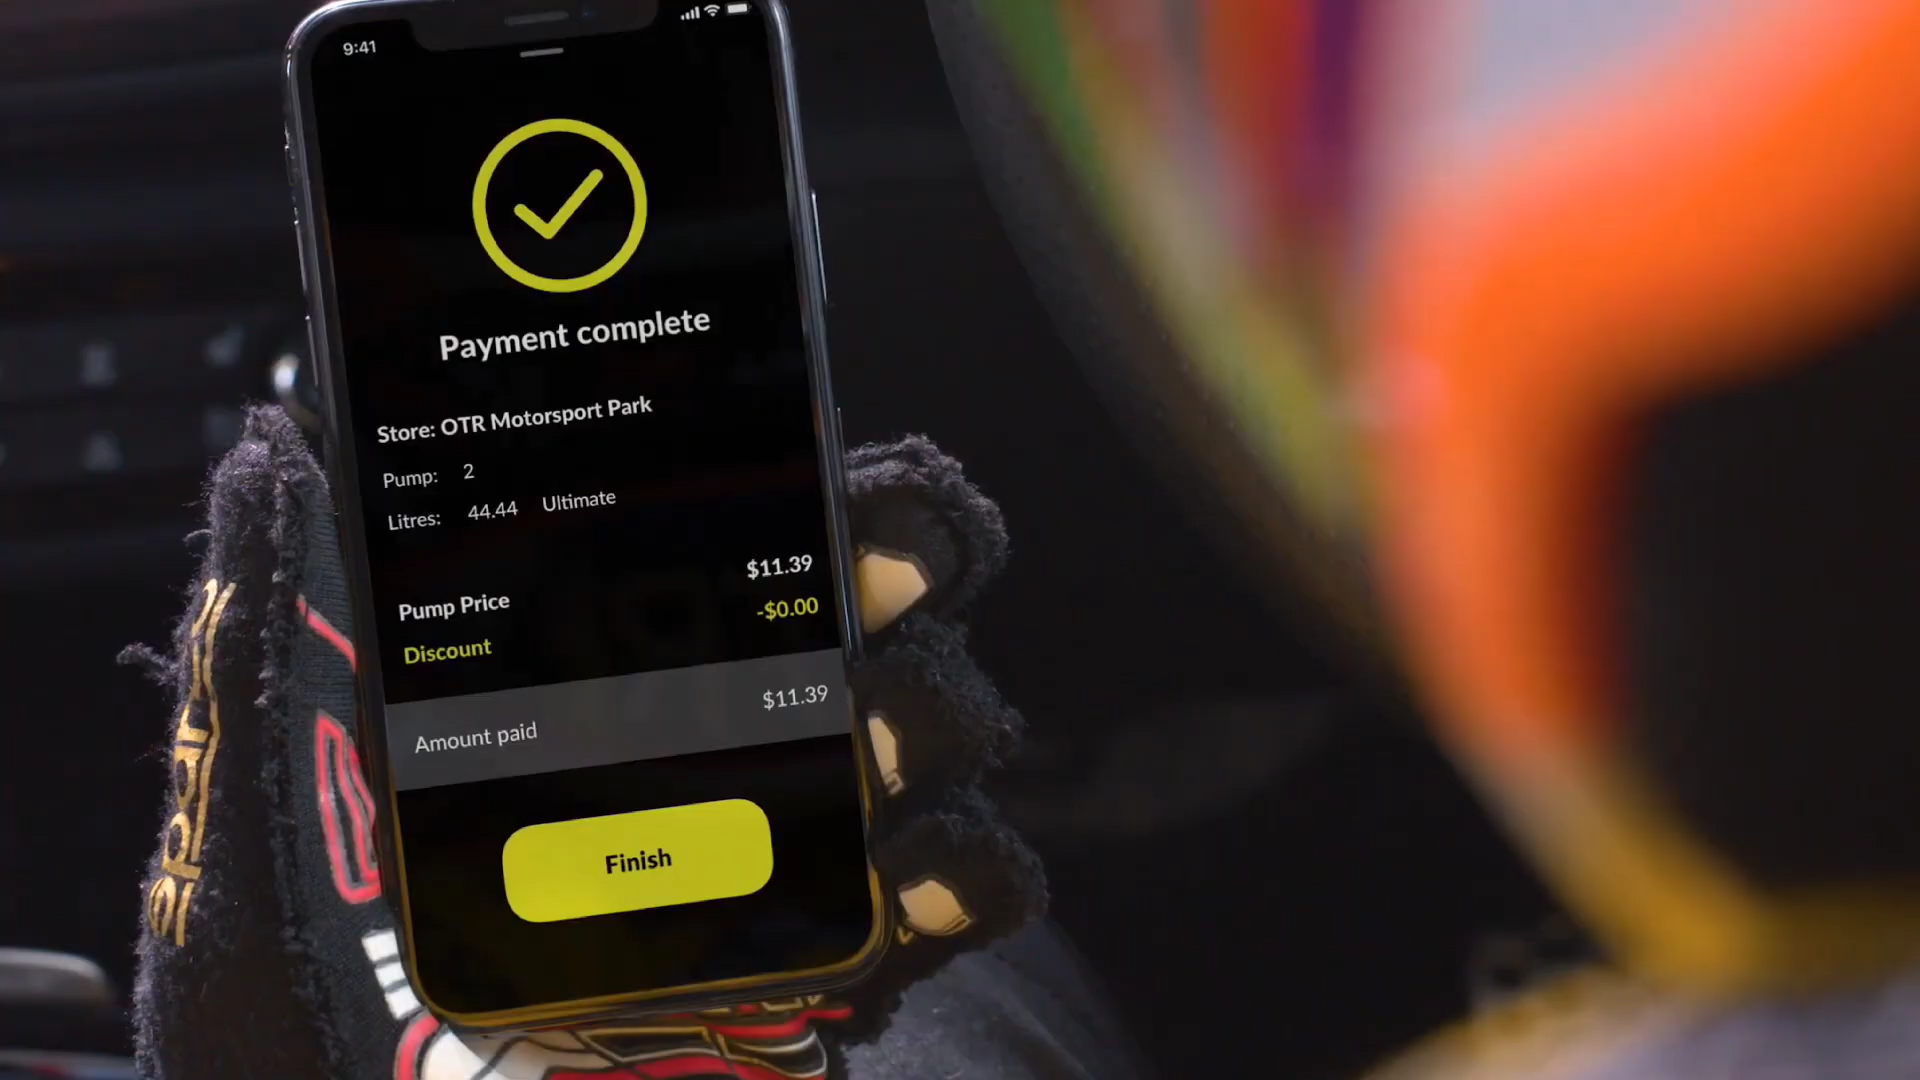 9:41
Payment complete
Store: OTR Motorsport Park
Pump: 2
Litres: 44.44 Ultimate
Pump Price $11.39
Discount -$0.00
Amount paid $11.39
Finish
sparco